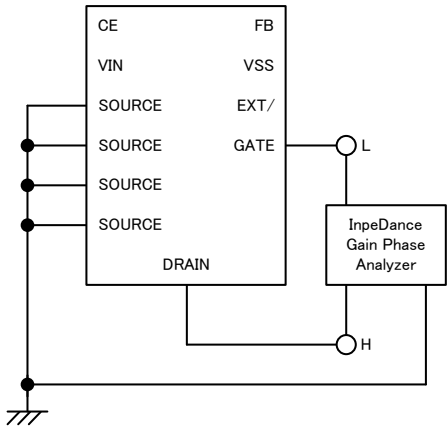 CE FB
VIN VSS
SOURCE EXT/
SOURCE GATE
SOURCE
SOURCE
DRAIN
L
InpeDance
Gain Phase
Analyzer
H